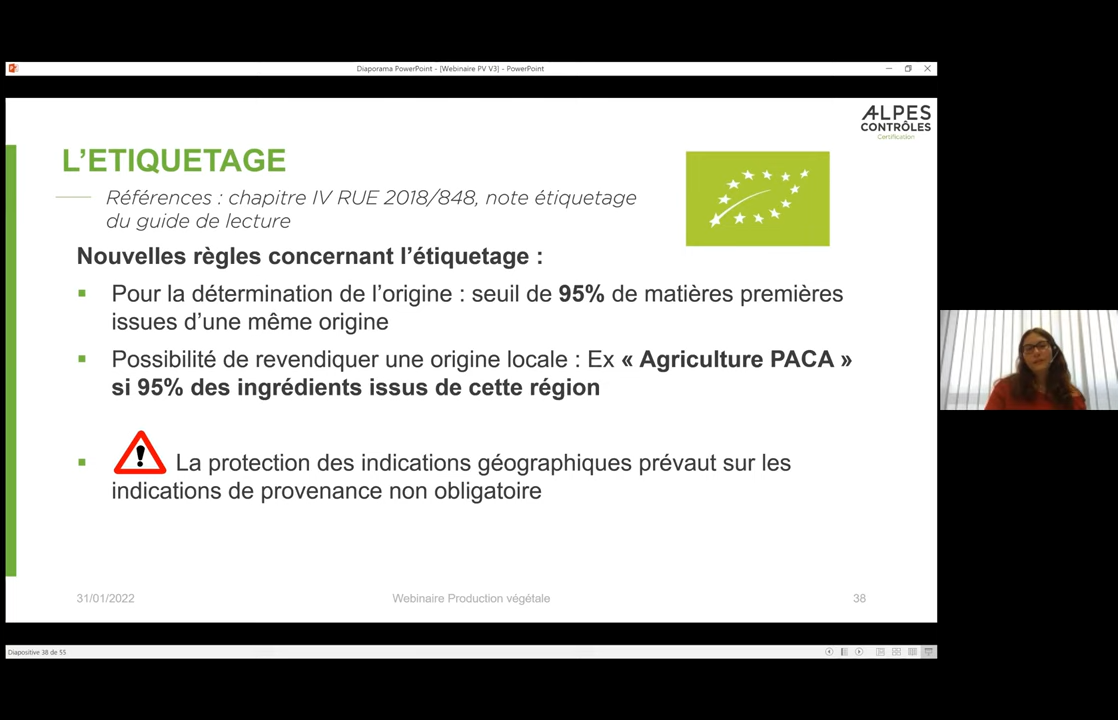 Diaporama PowerPoint - [Webinaire PV V3] - PowerPoint
ALPES
CONTRÔLES
Certification
L’ETIQUETAGE
Références : chapitre IV RUE 2018/848, note étiquetage
du guide de lecture
Nouvelles règles concernant l’étiquetage :
▪ Pour la détermination de l’origine : seuil de 95% de matières premières
issues d’une même origine
▪ Possibilité de revendiquer une origine locale : Ex « Agriculture PACA »
si 95% des ingrédients issus de cette région
▪ La protection des indications géographiques prévaut sur les
indications de provenance non obligatoire
31/01/2022
Webinaire Production végétale
38
Diapositive 38 de 55